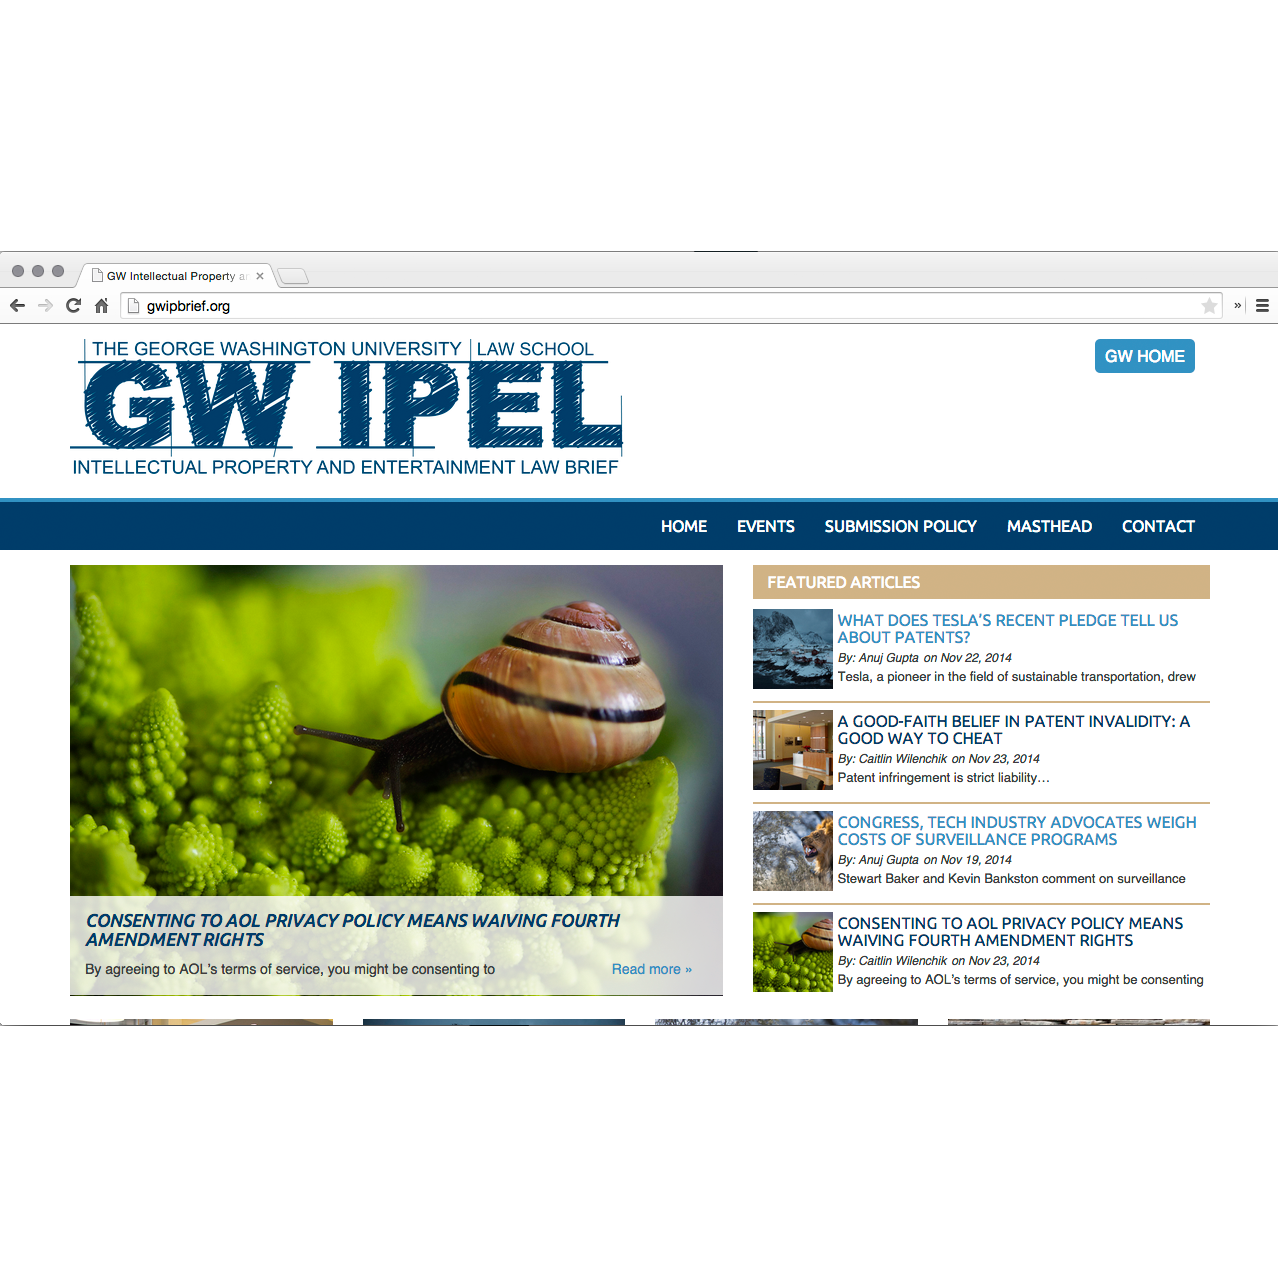 GW Intellectual Property a
gwipbrief.org
THE GEORGE WASHINGTON UNIVERSITY LAW SCHOOL
GW IPEL
INTELLECTUAL PROPERTY AND ENTERTAINMENT LAW BRIEF
GW HOME
HOME EVENTS SUBMISSION POLICY MASTHEAD CONTACT
CONSENTING TO AOL PRIVACY POLICY MEANS WAIVING FOURTH
AMENDMENT RIGHTS
By agreeing to AOL's terms of service, you might be consenting to
Read more »
FEATURED ARTICLES
WHAT DOES TESLA'S RECENT PLEDGE TELL US
ABOUT PATENTS?
By: Anuj Gupta on Nov 22, 2014
Tesla, a pioneer in the field of sustainable transportation, drew
A GOOD-FAITH BELIEF IN PATENT INVALIDITY: A
GOOD WAY TO CHEAT
By: Caitlin Wilenchik on Nov 23, 2014
Patent infringement is strict liability…
CONGRESS, TECH INDUSTRY ADVOCATES WEIGH
COSTS OF SURVEILLANCE PROGRAMS
By: Anuj Gupta on Nov 19, 2014
Stewart Baker and Kevin Bankston comment on surveillance
CONSENTING TO AOL PRIVACY POLICY MEANS
WAIVING FOURTH AMENDMENT RIGHTS
By: Caitlin Wilenchik on Nov 23, 2014
By agreeing to AOL's terms of service, you might be consenting